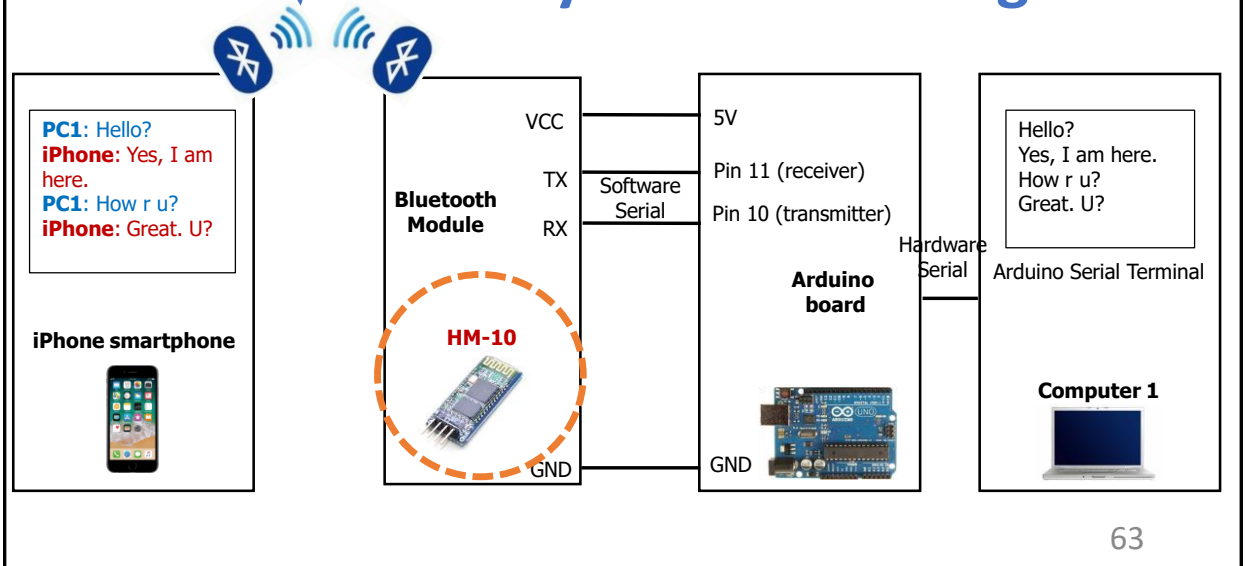 PC1: Hello?
iPhone: Yes, I am
here.
PC1: How r u?
iPhone: Great. U?
iPhone smartphone
VCC
TX
RX
Bluetooth
Module
HM-10
GND
Software
Serial
5V
Pin 11 (receiver)
Pin 10 (transmitter)
Arduino
board
UNO
GND
Hardware
Serial
Hello?
Yes, I am here.
How r u?
Great. U?
Arduino Serial Terminal
Computer 1
63